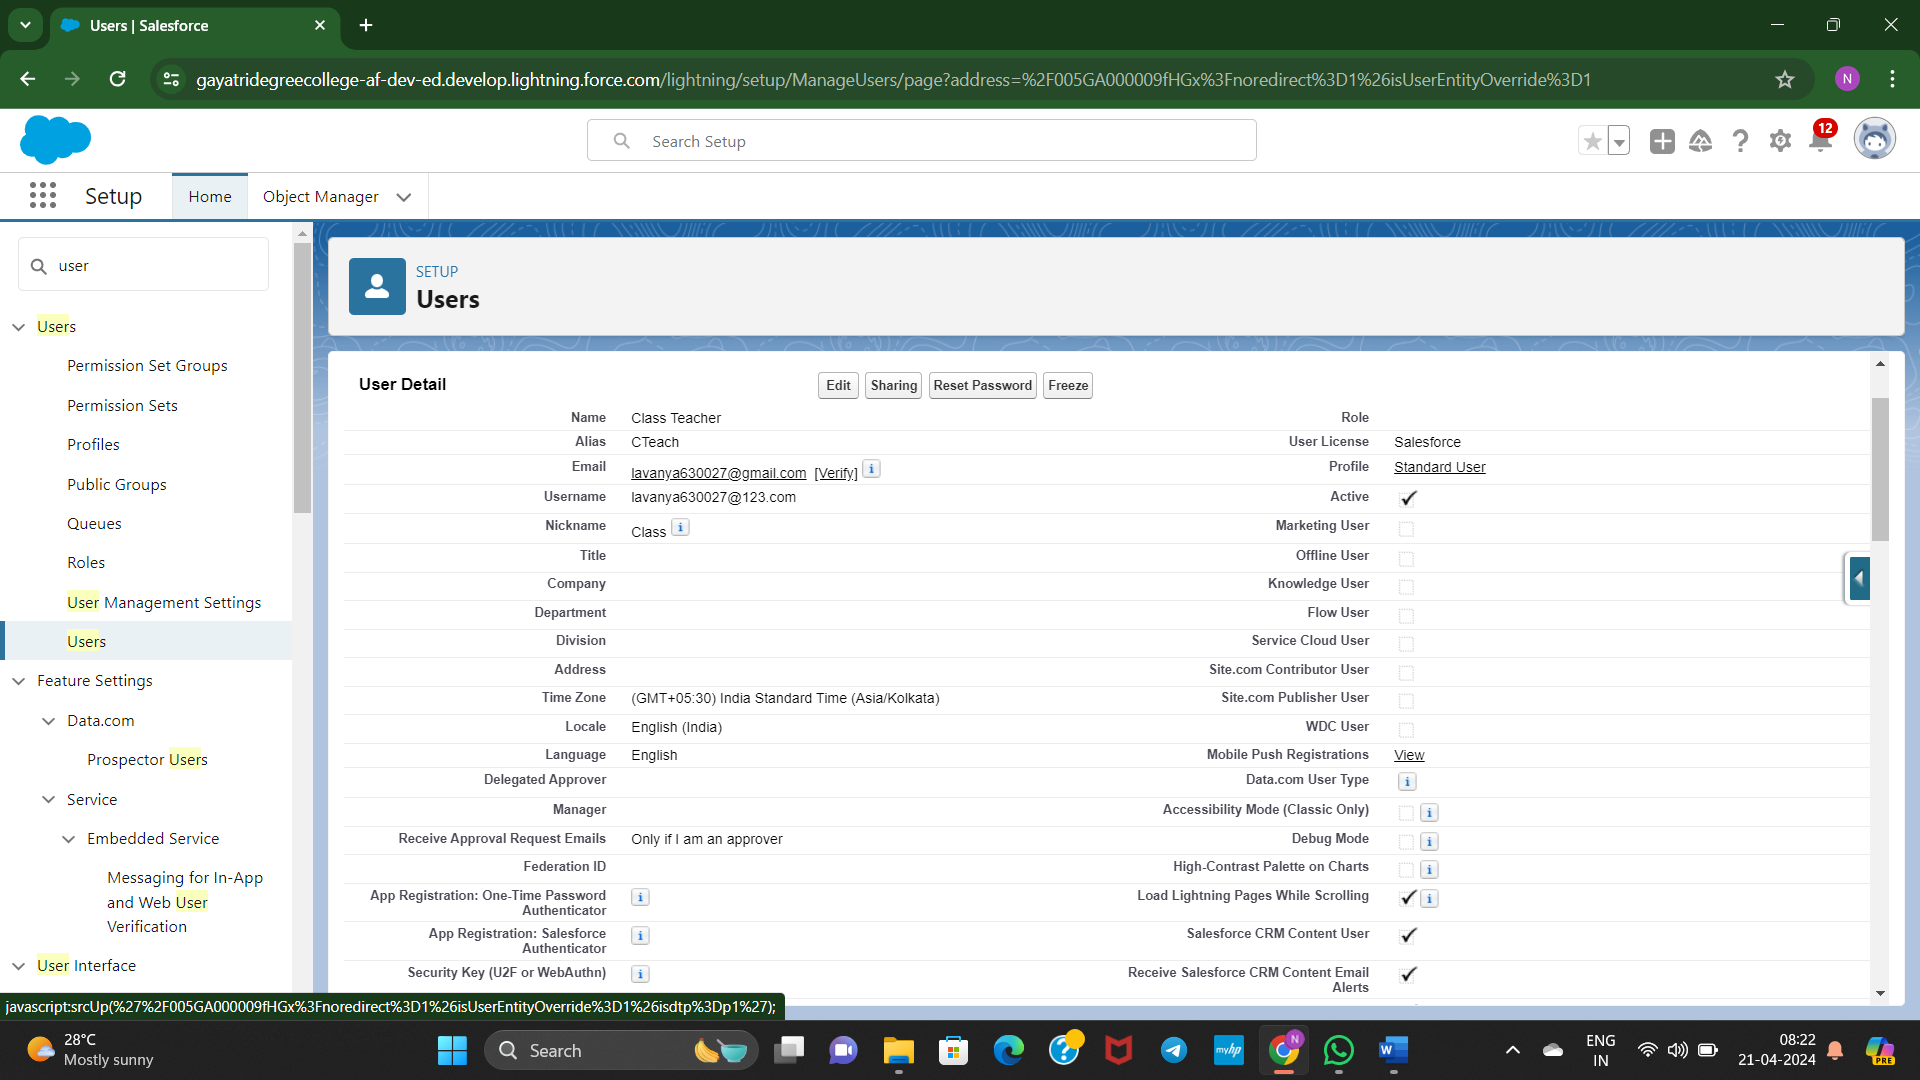 Users | Salesforce
gayatridegreecollege-af-dev-ed.develop.lightning.force.com/lightning/setup/ManageUsers/page?address=%2F005GA000009fHGx%3Fnoredirect%3D1%26isUserEntityOverride%3D1
N
Search Setup
12
Setup
Home
Object Manager
user
Users
Permission Set Groups
Permission Sets
Profiles
Public Groups
Queues
Roles
User Management Settings
Users
Feature Settings
Data.com
Prospector Users
Service
Embedded Service
Messaging for In-App
and Web User
Verification
User Interface
SETUP
Users
User Detail
Edit
Sharing
Reset Password
Freeze
Name Class Teacher
Role
Alias CTeach
User License Salesforce
Email lavanya630027@gmail.com [Verify] i
Profile Standard User
Username lavanya630027@123.com
Active
Nickname Class i
Marketing User
Title
Offline User
Company
Knowledge User
Department
Flow User
Division
Service Cloud User
Address
Site.com Contributor User
Time Zone (GMT+05:30) India Standard Time (Asia/Kolkata)
Site.com Publisher User
Locale English (India)
WDC User
Language English
Mobile Push Registrations View
Delegated Approver
Data.com User Type i
Manager
Accessibility Mode (Classic Only) i
Receive Approval Request Emails Only if I am an approver
Debug Mode i
Federation ID
High-Contrast Palette on Charts i
App Registration: One-Time Password
Authenticator i
Load Lightning Pages While Scrolling i
App Registration: Salesforce
Authenticator i
Salesforce CRM Content User
Security Key (U2F or WebAuthn) i
Receive Salesforce CRM Content Email
Alerts
javascript:srcUp(%27%2F005GA000009fHGx%3Fnoredirect%3D1%26isUserEntityOverride%3D1%26isdtp%3Dp1%27);
28°C
Mostly sunny
Search
myhp
N
W
ENG
IN
08:22
21-04-2024
PRE